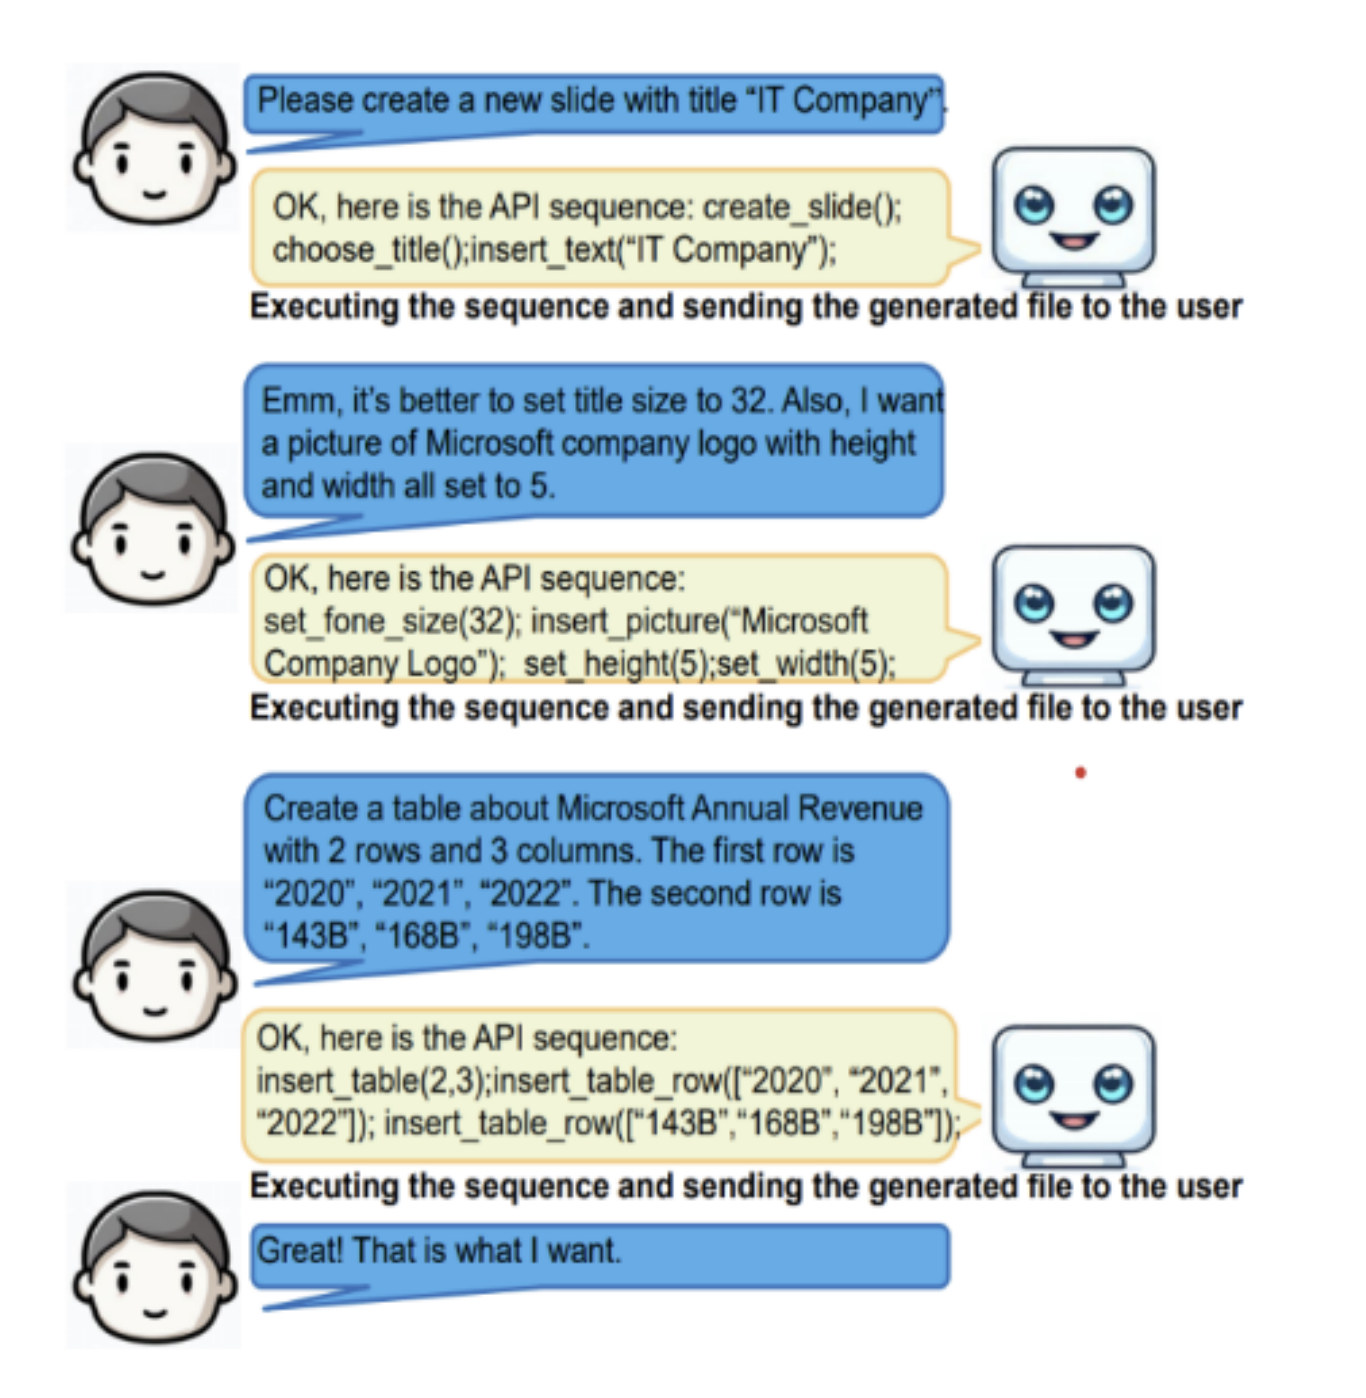 Please create a new slide with title “IT Company”.
OK, here is the API sequence: create_slide();
choose_title();insert_text(“IT Company”);
Executing the sequence and sending the generated file to the user
Emm, it’s better to set title size to 32. Also, I want
a picture of Microsoft company logo with height
and width all set to 5.
OK, here is the API sequence:
set_fone_size(32); insert_picture(“Microsoft
Company Logo”);  set_height(5);set_width(5);
Executing the sequence and sending the generated file to the user
Create a table about Microsoft Annual Revenue
with 2 rows and 3 columns. The first row is
“2020”, “2021”, “2022”. The second row is
“143B”, “168B”, “198B”.
OK, here is the API sequence:
insert_table(2,3);insert_table_row([“2020”, “2021”,
“2022”]); insert_table_row([“143B”,“168B”,“198B”]);
Executing the sequence and sending the generated file to the user
Great! That is what I want.